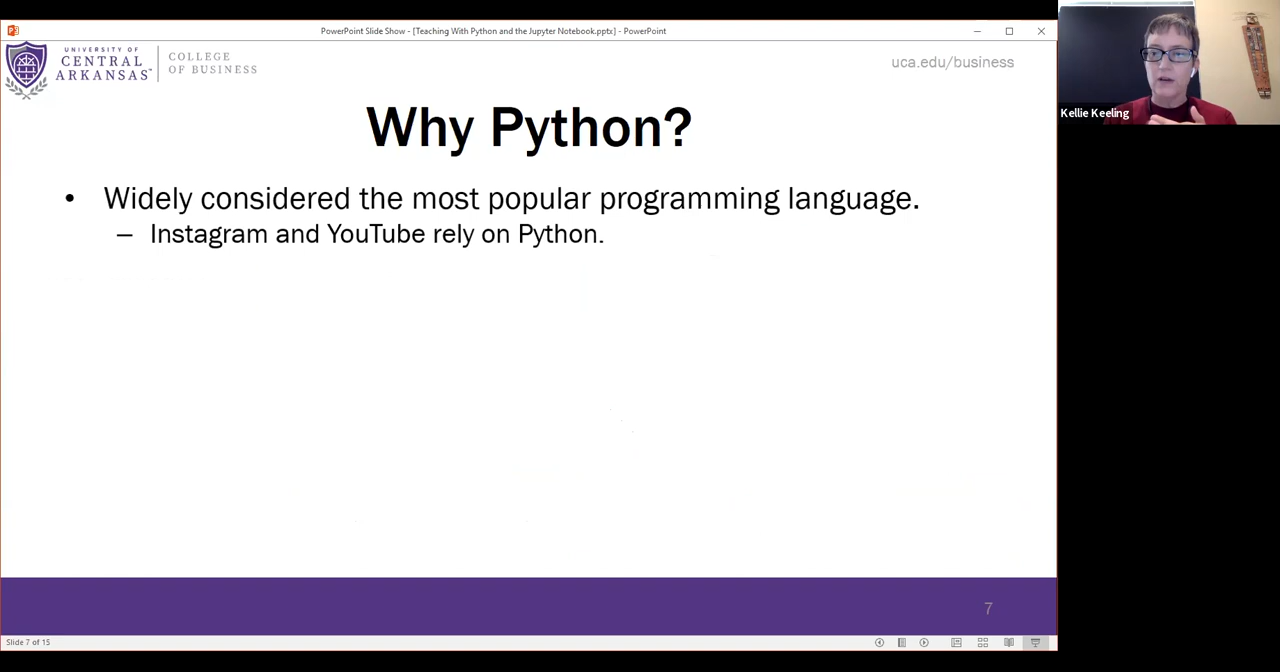 PowerPoint Slide Show - [Teaching With Python and the Jupyter Notebook.pptx] - PowerPoint
UNIVERSITY OF
CENTRAL
ARKANSAS™
COLLEGE
OF BUSINESS
uca.edu/business
Kellie Keeling
Why Python?
• Widely considered the most popular programming language.
– Instagram and YouTube rely on Python.
7
Slide 7 of 15